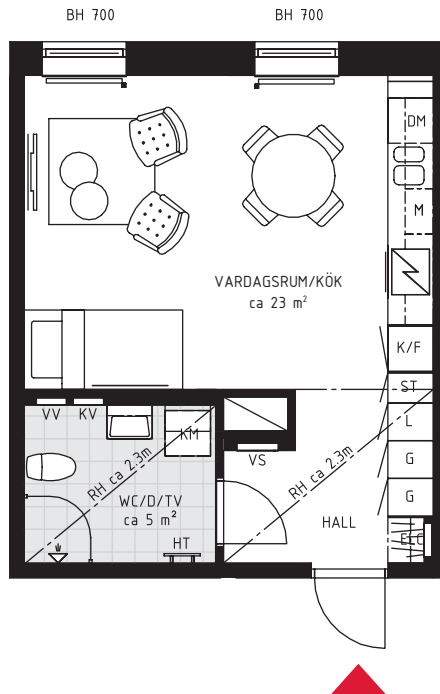 BH 700
BH 700
DM
M
VARDAGSRUM/KÖK
ca 23 m²
K/F
ST
VV
KV
KM
L
RH ca 2.3m
RH ca 2.3m
VS
G
WC/D/TV
ca 5 m²
G
HALL
HT
ELC